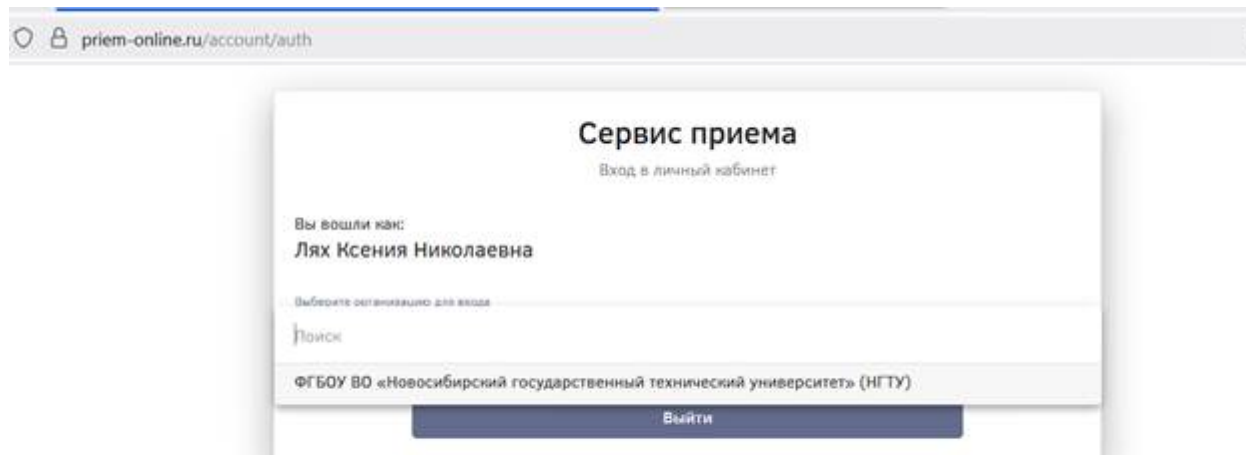 priem-online.ru/account/auth
Сервис приема
Вход в личный кабинет
Вы вошли как:
Лях Ксения Николаевна
Выберите организацию для входа
Поиск
ФГБОУ ВО «Новосибирский государственный технический университет» (НГТУ)
Выйти